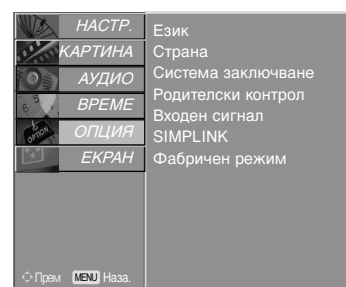 НАСТР.
КАРТИНА
АУДИО
ВРЕМЕ
ОПЦИЯ
ЕКРАН
Език
Страна
Система заключване
Родителски контрол
Входен сигнал
SIMPLINK
Фабричен режим
Прем MENU Наза.